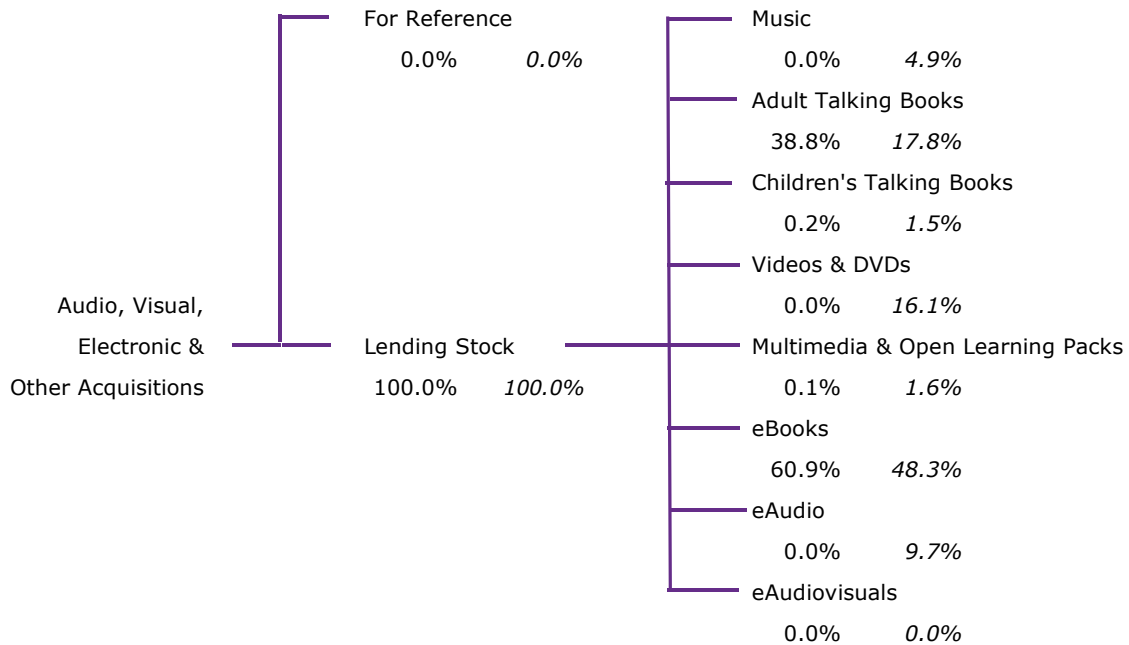 For Reference
0.0% 0.0%
Music
0.0% 4.9%
Adult Talking Books
38.8% 17.8%
Children's Talking Books
0.2% 1.5%
Videos & DVDs
0.0% 16.1%
Audio, Visual,
Electronic &
Other Acquisitions
Lending Stock
100.0% 100.0%
Multimedia & Open Learning Packs
0.1% 1.6%
eBooks
60.9% 48.3%
eAudio
0.0% 9.7%
eAudiovisuals
0.0% 0.0%